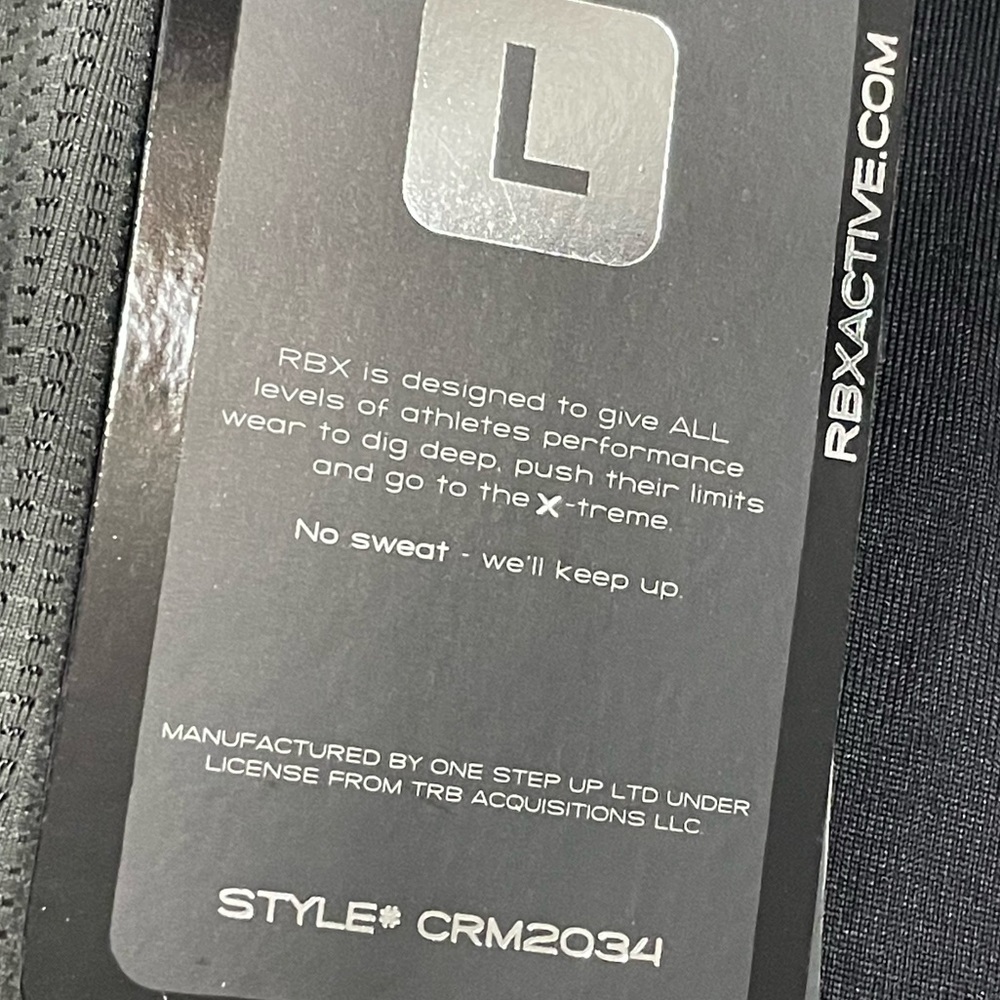 L
RBXACTIVE.COM
RBX is designed to give ALL
levels of athletes performance
wear to dig deep, push their limits
and go to the X-treme.
No sweat - we'll keep up.
MANUFACTURED BY ONE STEP UP LTD UNDER
LICENSE FROM TRB ACQUISITIONS LLC.
STYLE# CRM2034